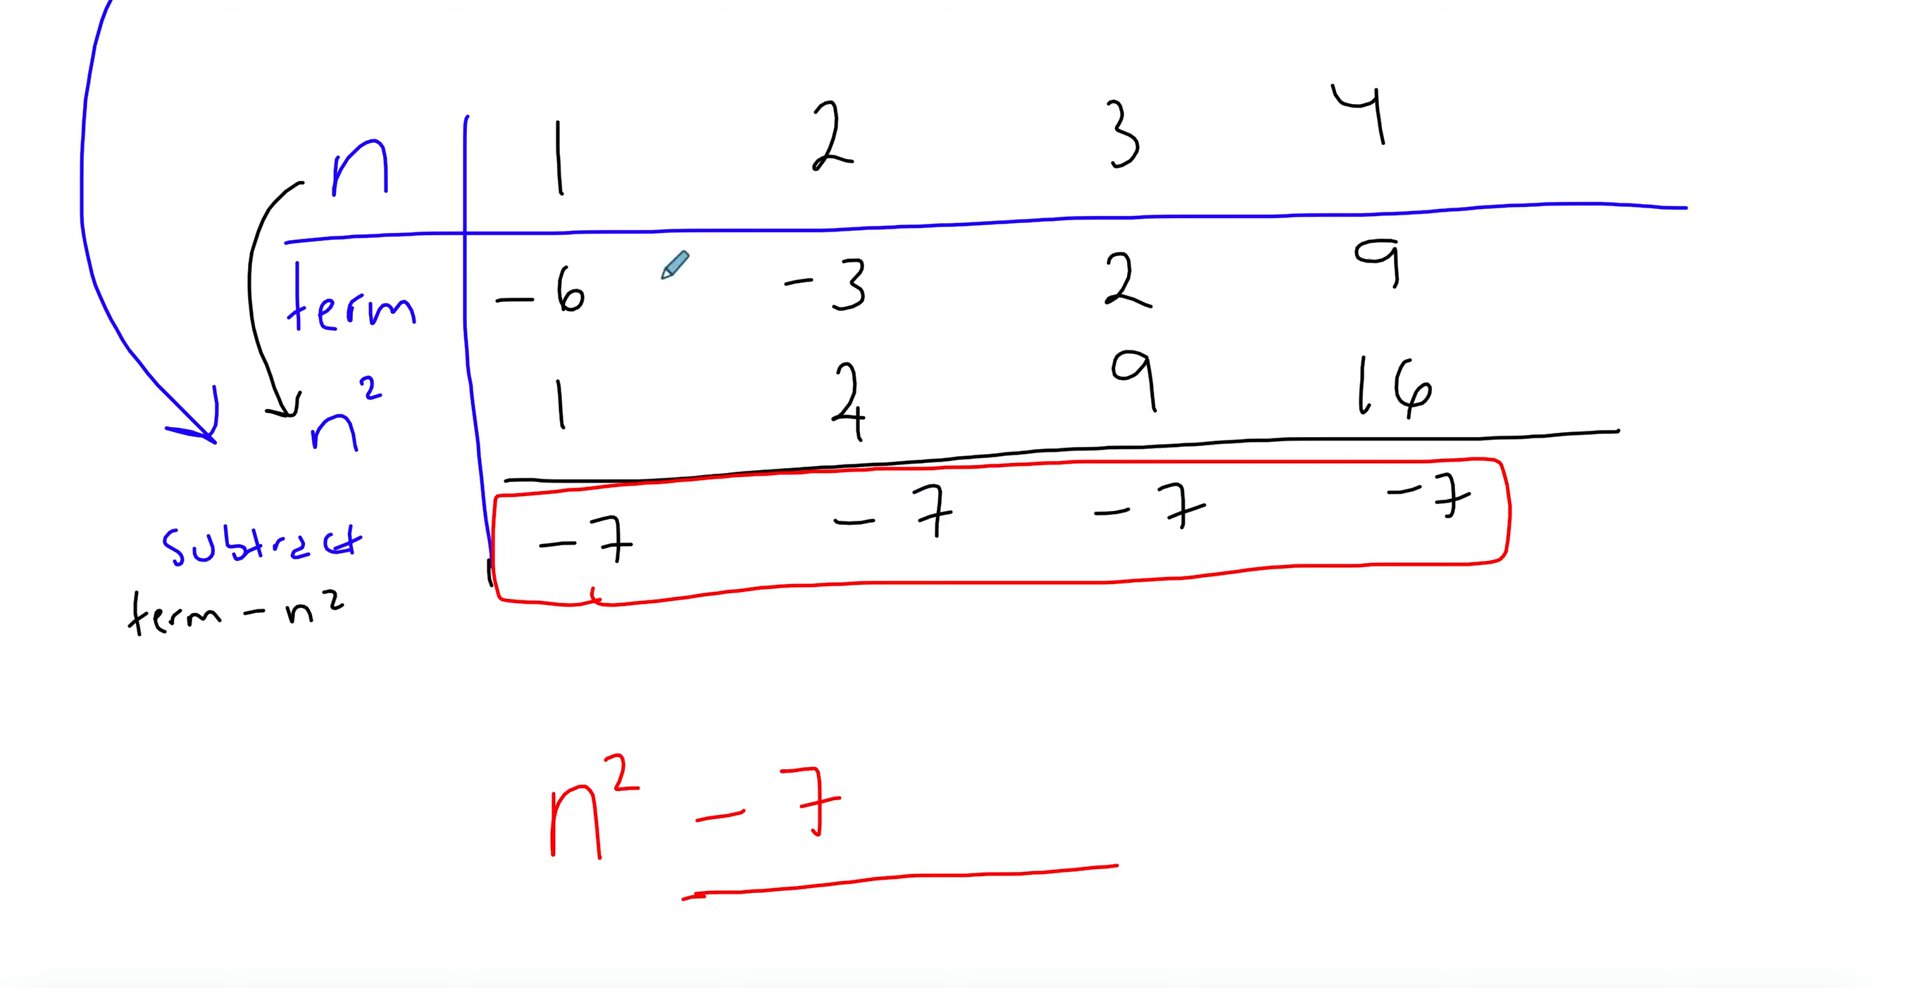 n 1 2 3 4
term -6 -3 2 9
n² 1 4 9 16
subtract -7 -7 -7 -7
term - n²
n² - 7